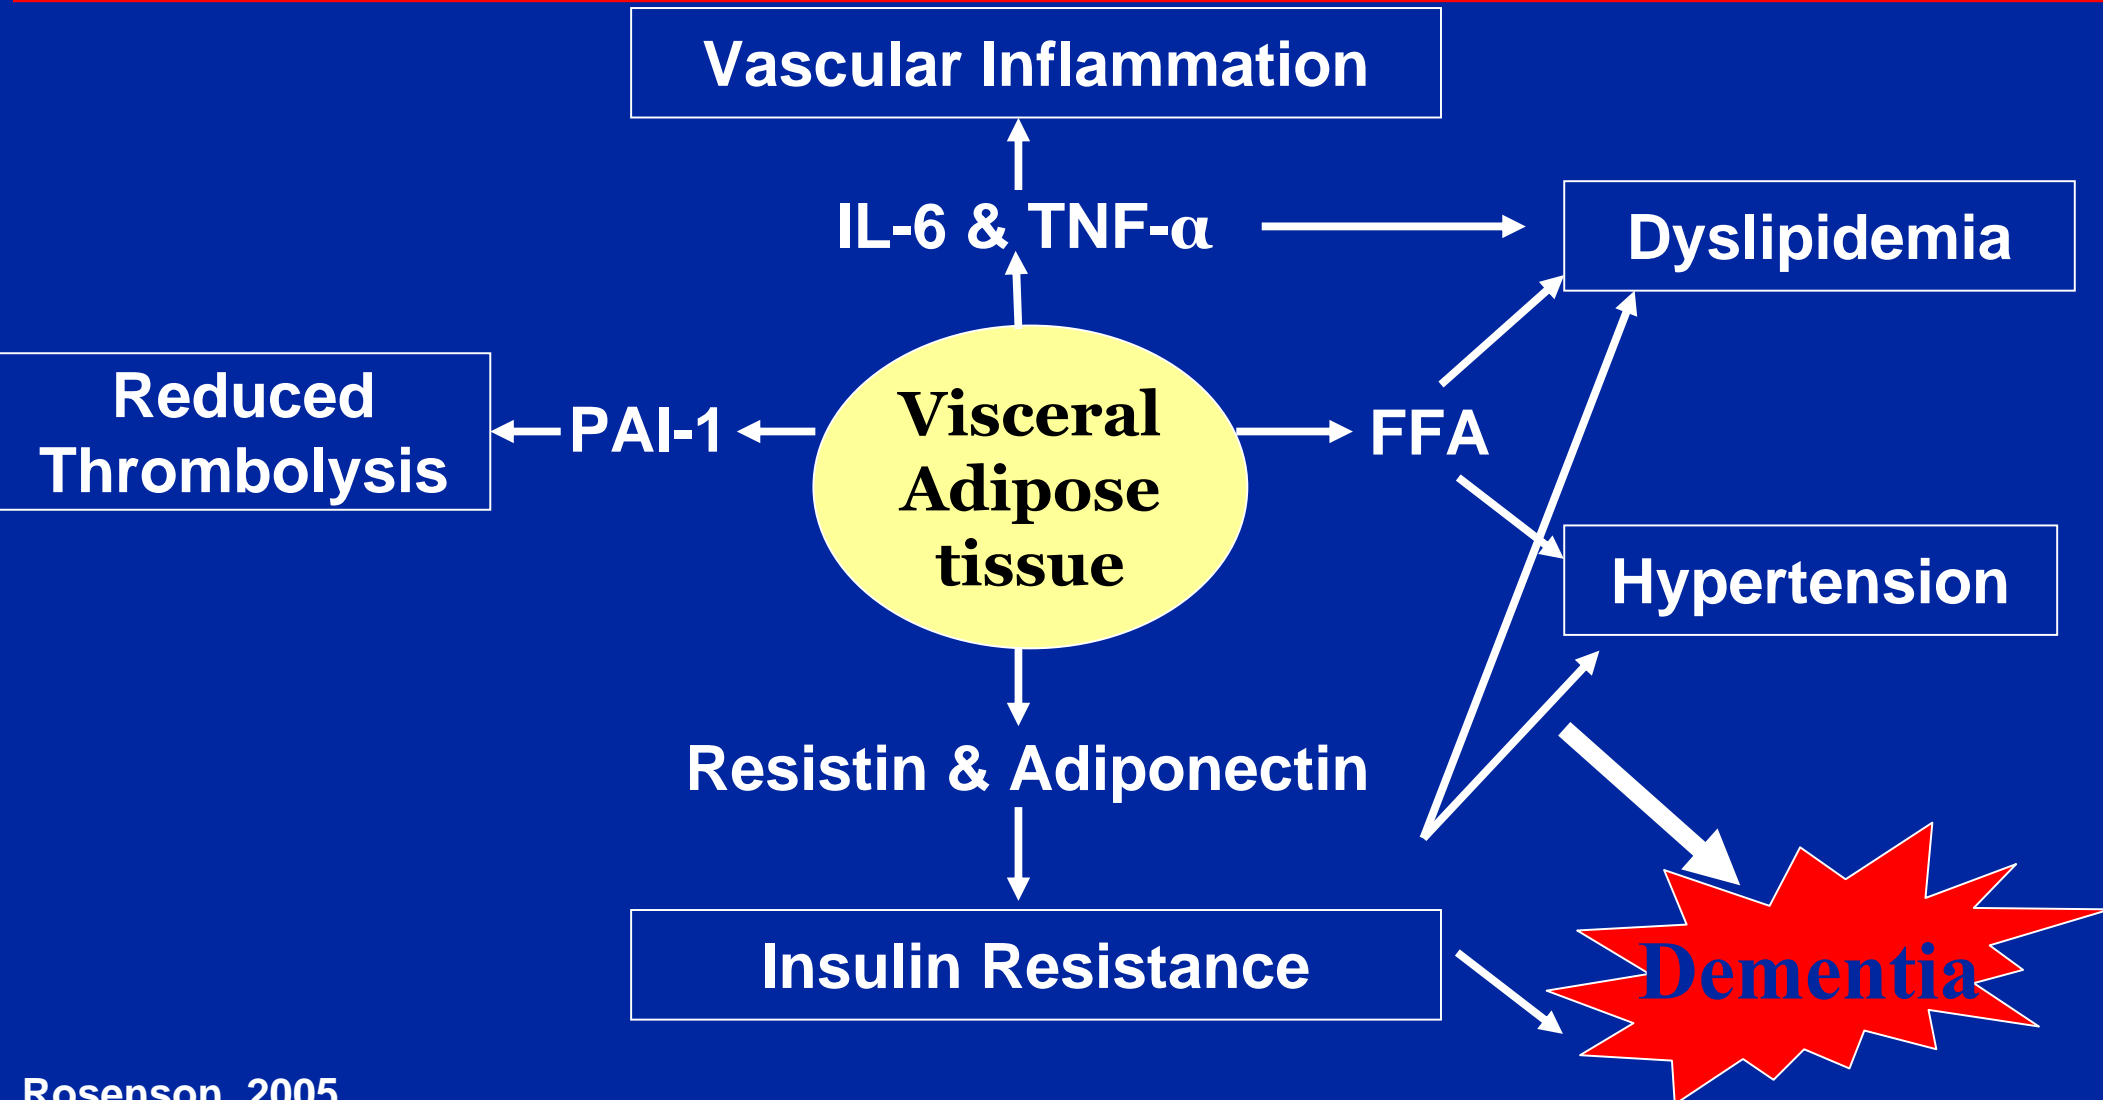 Vascular Inflammation
IL-6 & TNF-α
Dyslipidemia
Reduced
Thrombolysis
PAI-1
Visceral
Adipose
tissue
FFA
Hypertension
Resistin & Adiponectin
Insulin Resistance
Dementia
Rosenson 2005